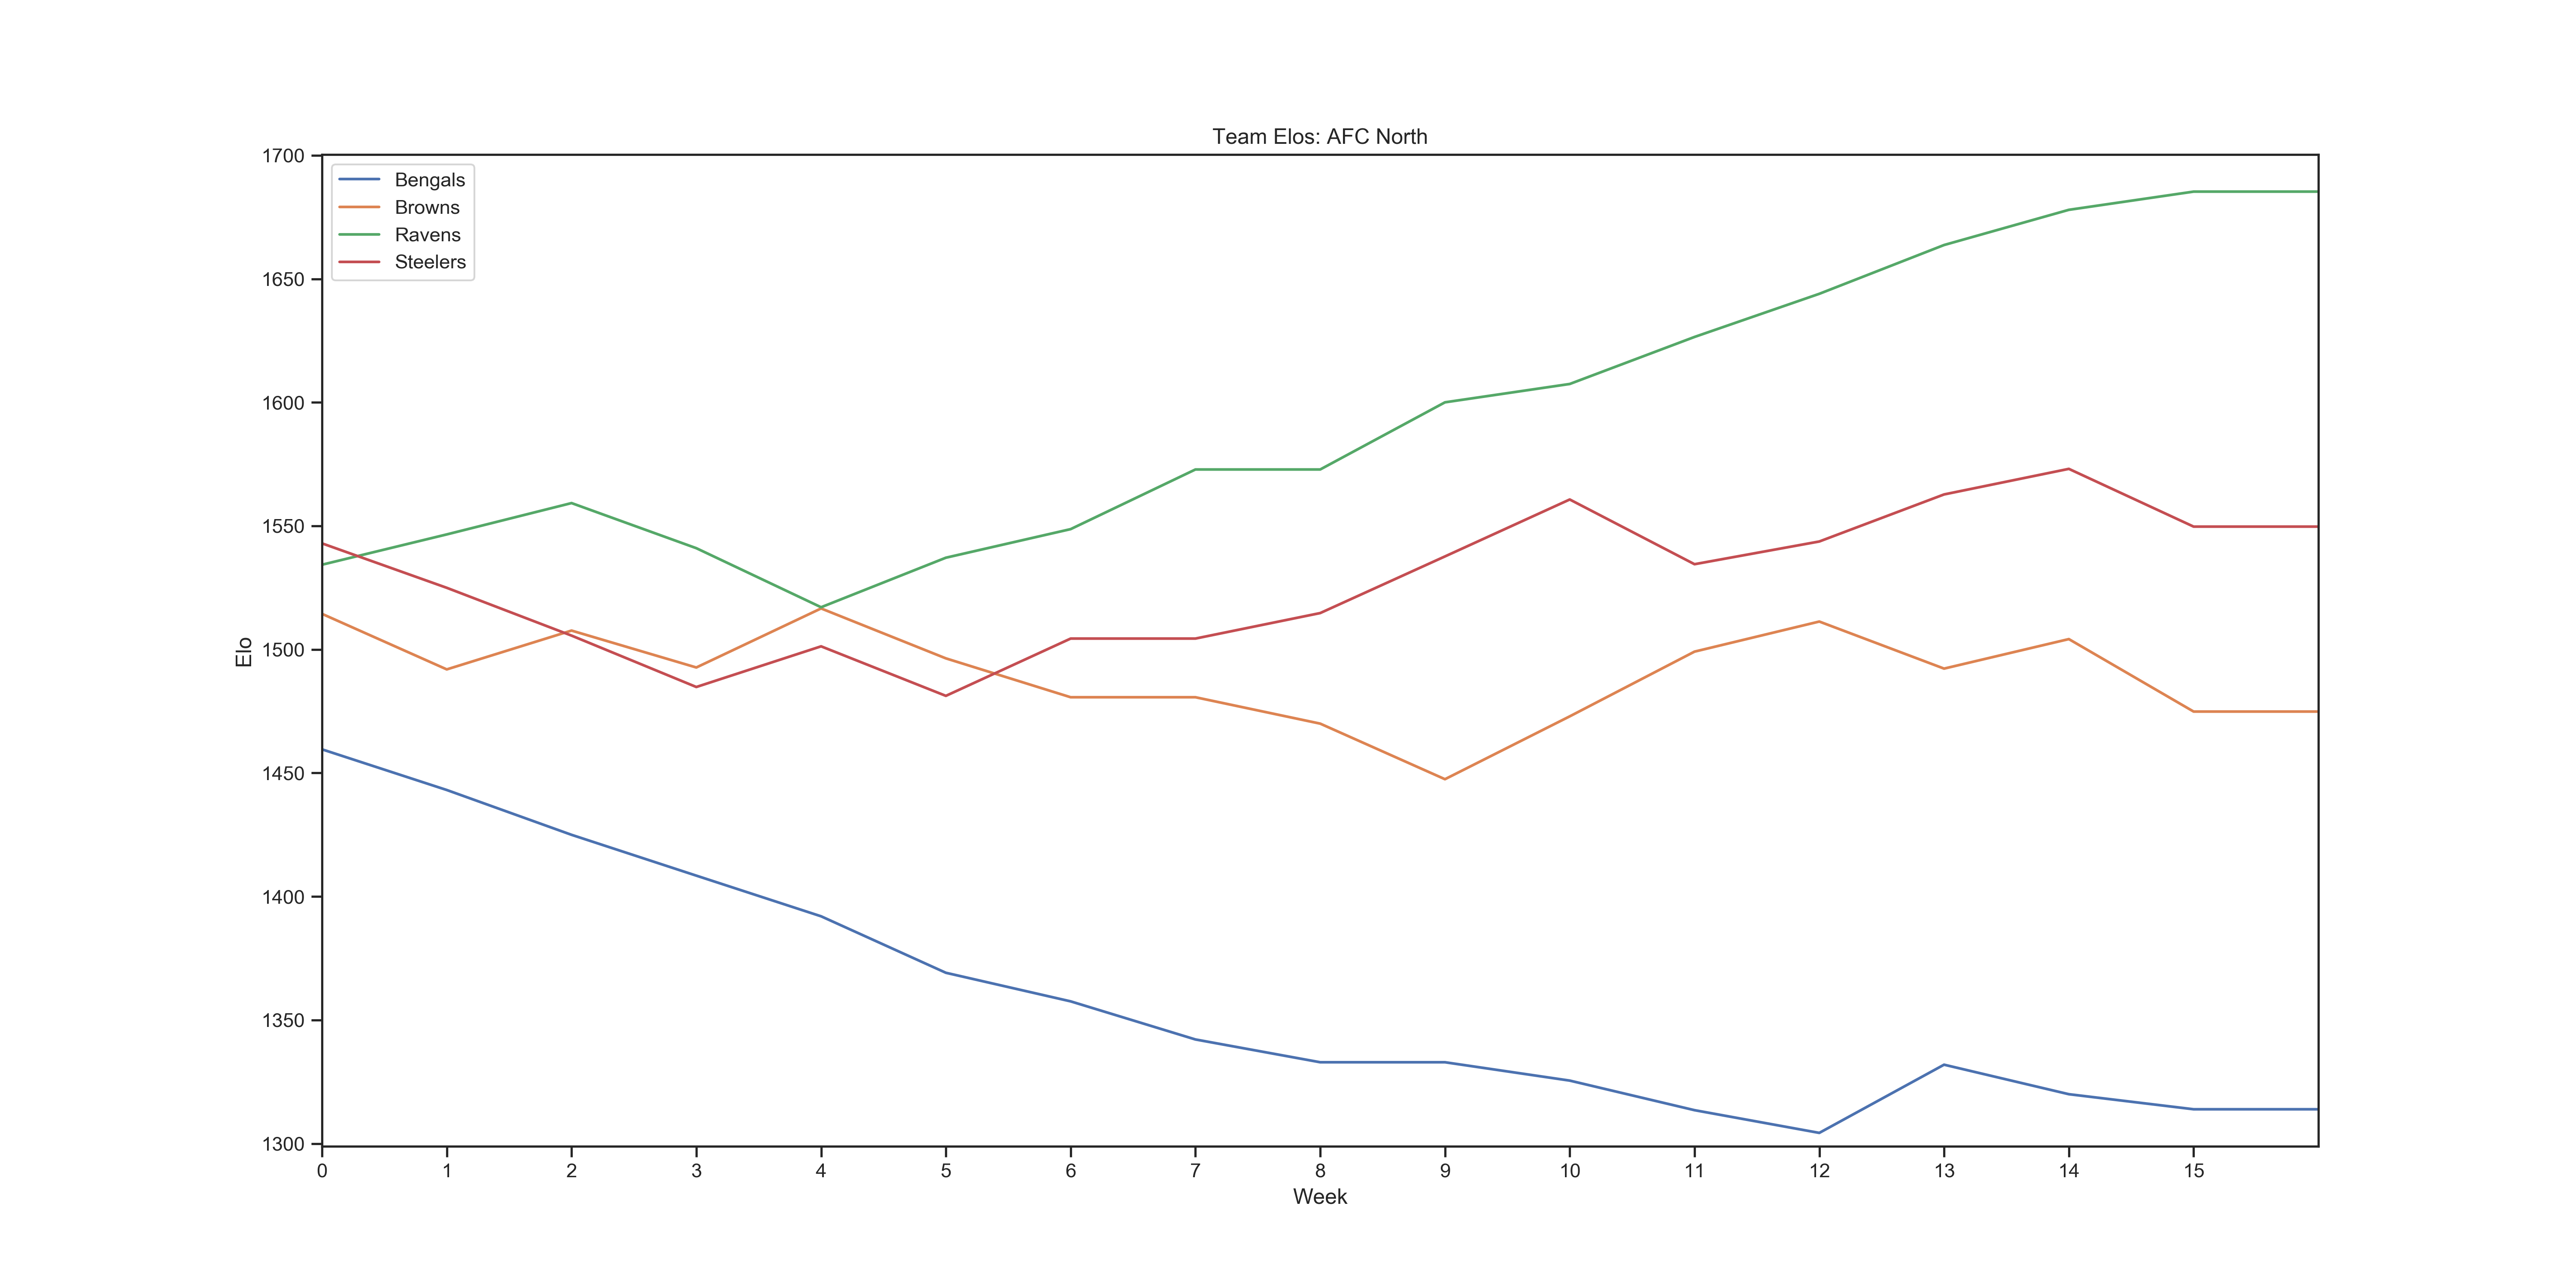 Team Elos: AFC North
Bengals
Browns
Ravens
Steelers
1700
1650
1600
1550
1500
1450
1400
1350
1300
Elo
0 1 2 3 4 5 6 7 8 9 10 11 12 13 14 15
Week